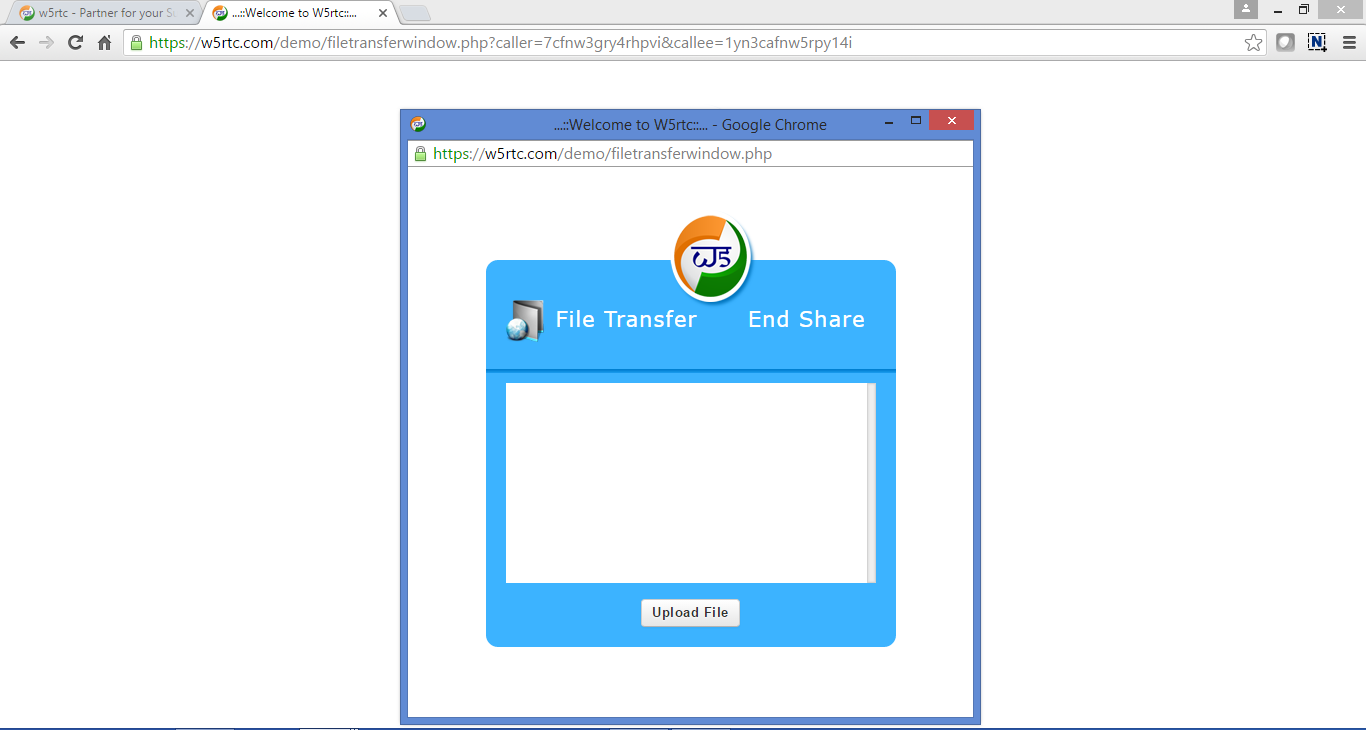 w5rtc - Partner for your S
...::Welcome to W5rtc::...
https://w5rtc.com/demo/filetransferwindow.php?caller=7cfnw3gry4rhpvi&callee=1yn3cafnw5rpy14i
N
...::Welcome to W5rtc::... - Google Chrome
https://w5rtc.com/demo/filetransferwindow.php
W5
File Transfer
End Share
Upload File